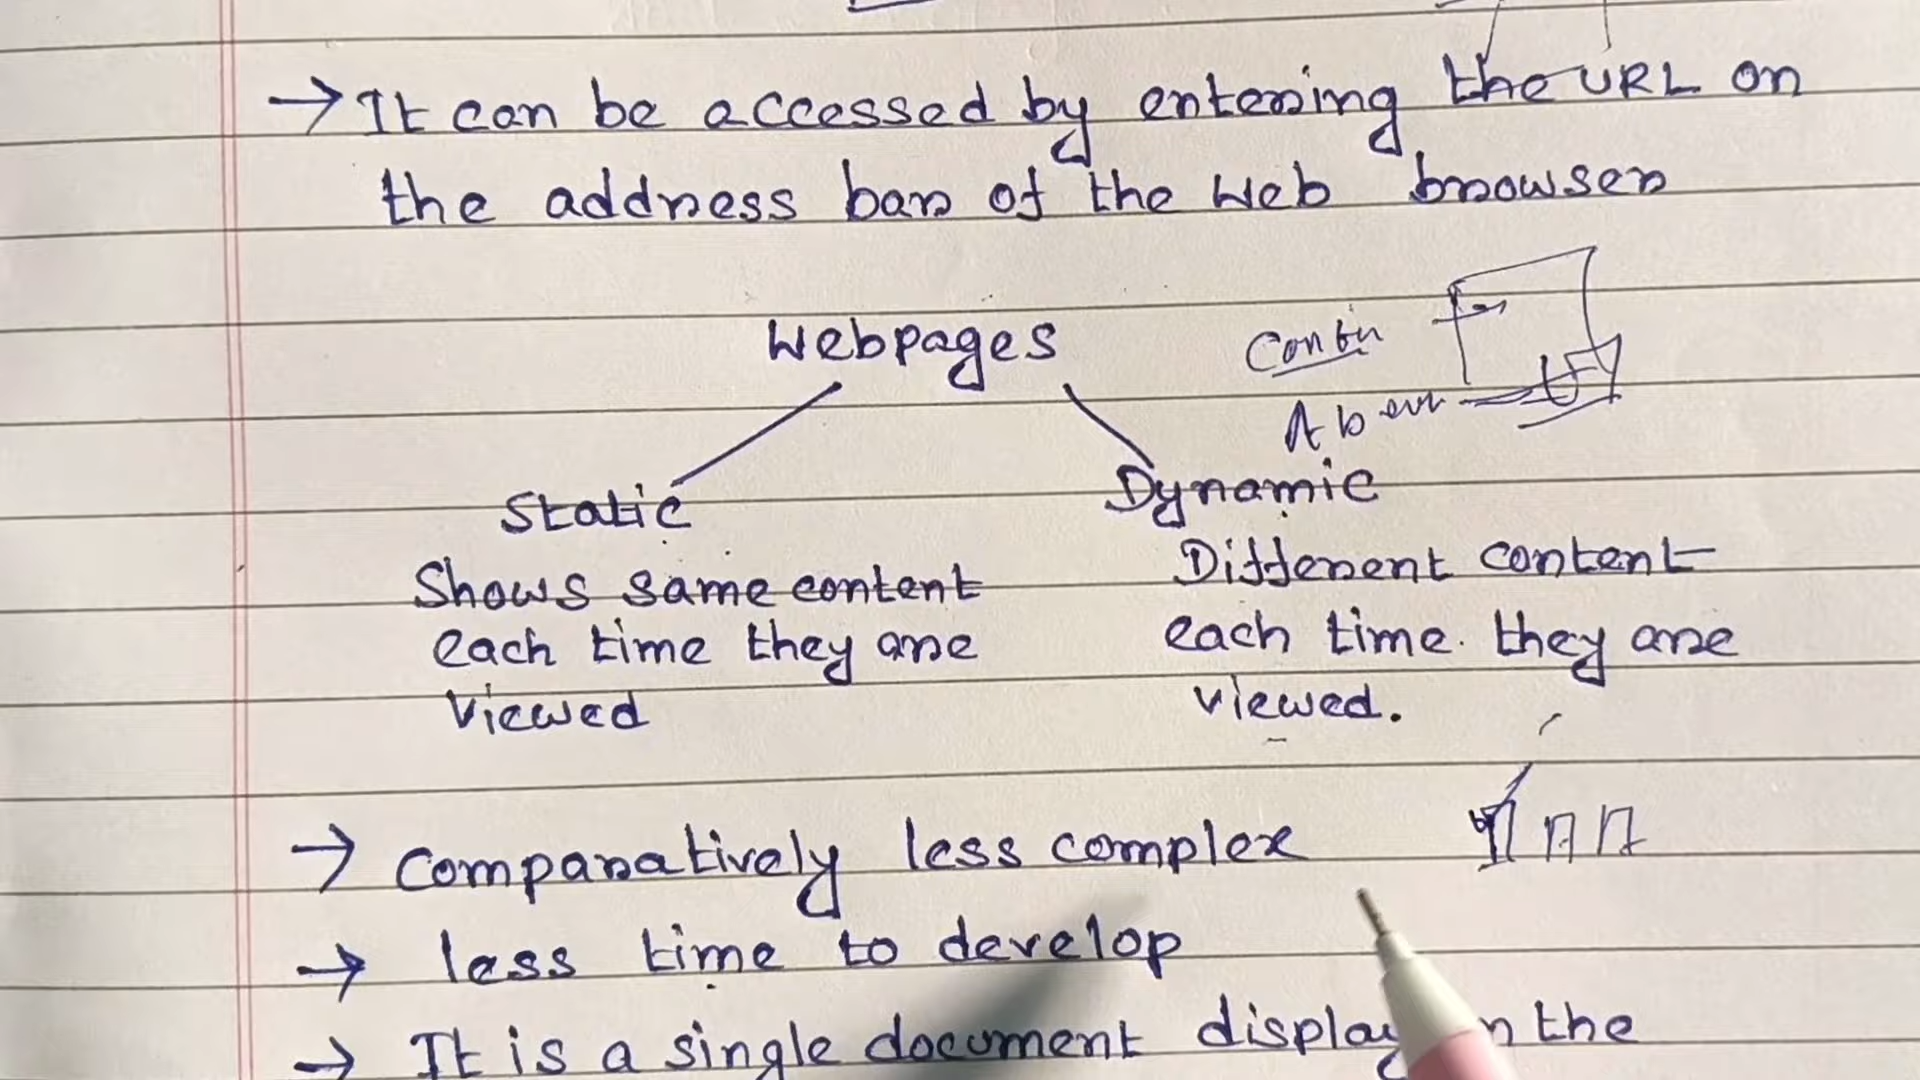 → It can be accessed by entering the URL on
the address bar of the web browser
Webpages
Static
Shows same content
each time they are
viewed
Dynamic
Different content
each time they are
viewed.
→ Comparatively less complex
→ less time to develop
→ It is a single document display the